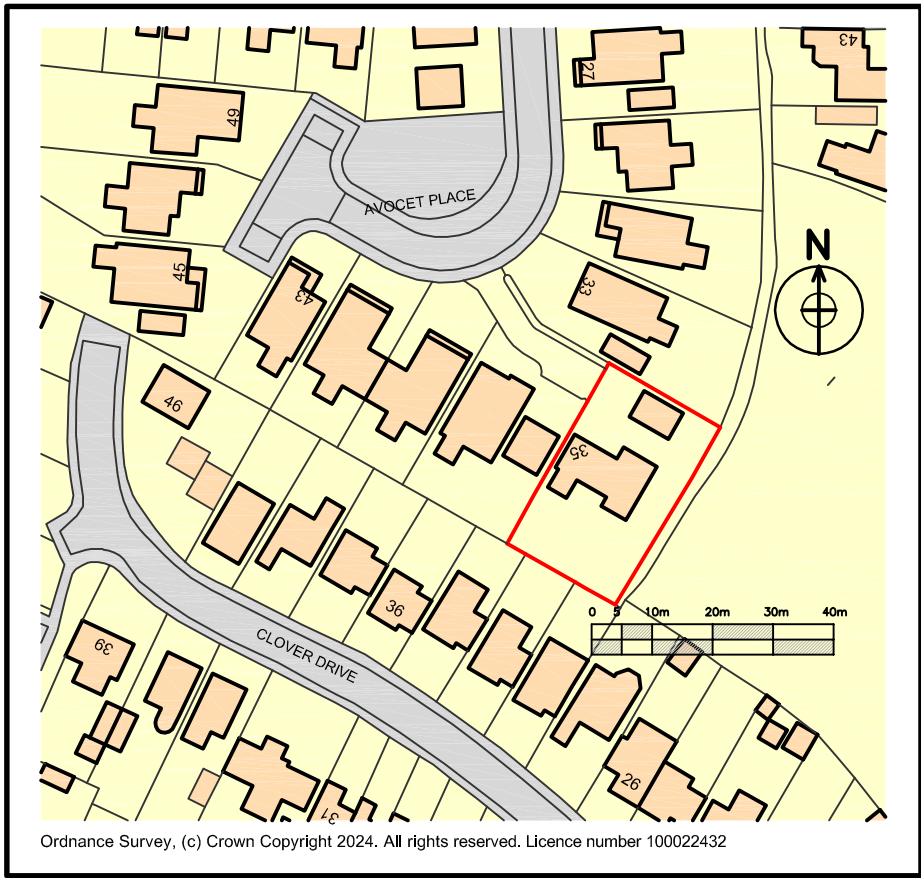 43
27
49
AVOCET PLACE
N
45
33
43
46
35
36
0 5 10m 20m 30m 40m
CLOVER DRIVE
39
26
31
Ordnance Survey, (c) Crown Copyright 2024. All rights reserved. Licence number 100022432